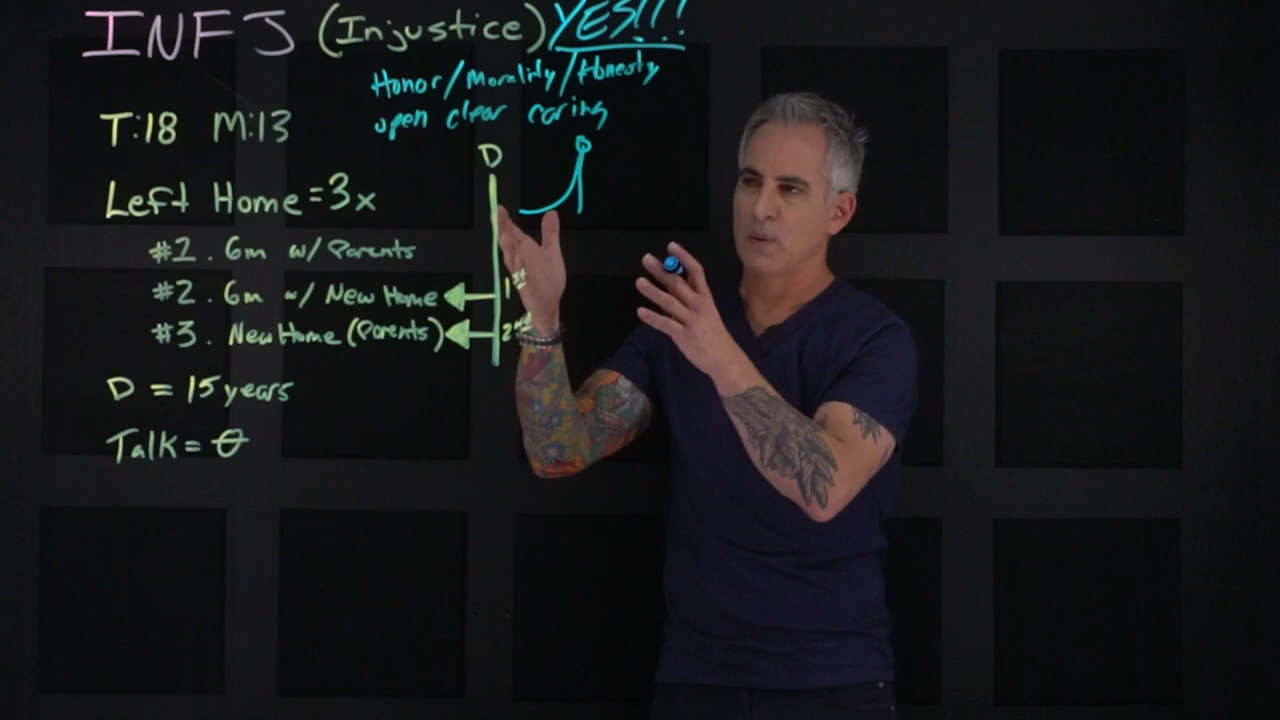 INFJ (Injustice) YES!!!
Honor/Morality/Honesty
open clear caring
T:18 M:13
D
Left Home=3x
#1. 6m w/ Parents
#2. 6m w/ New Home
1st
#3. New Home (Parents)
2nd
D = 15 years
Talk = 0